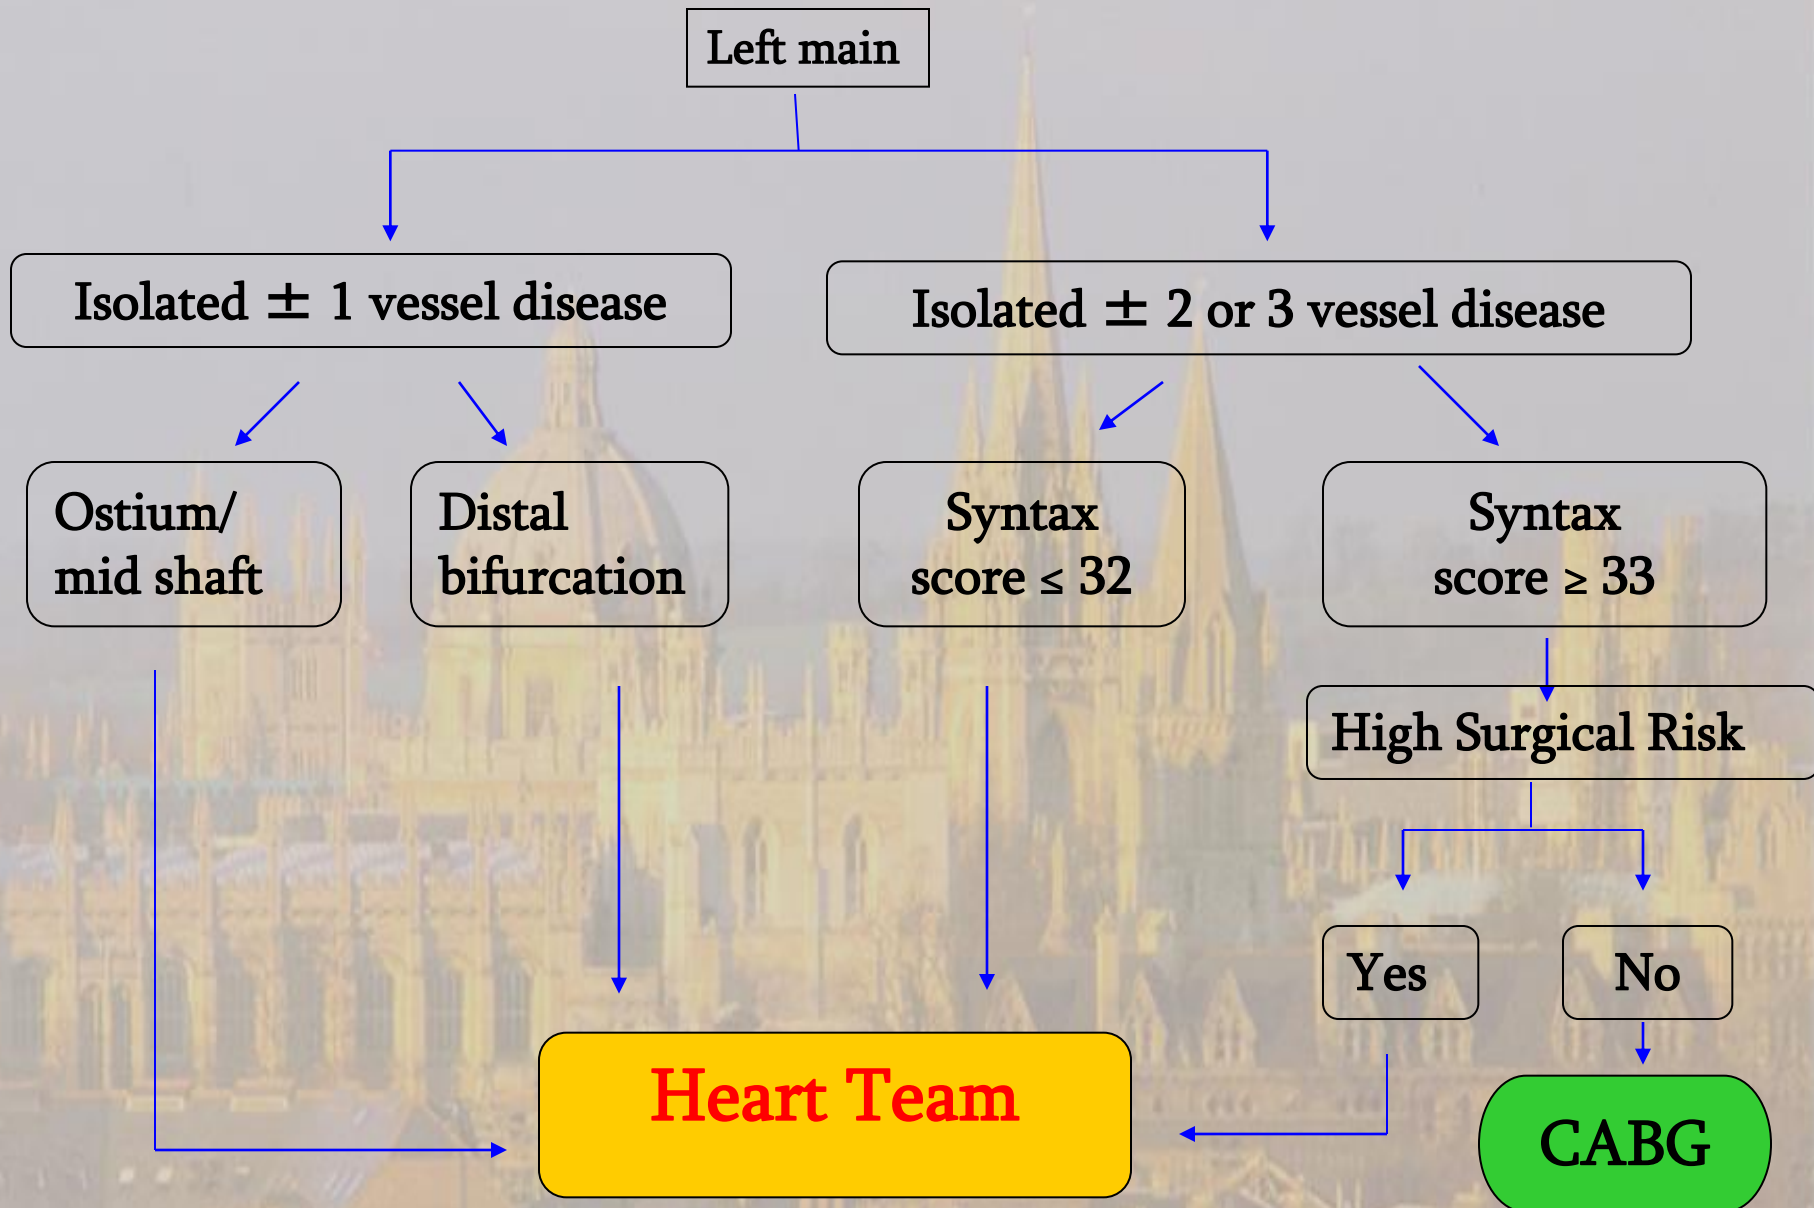 Left main
Isolated ± 1 vessel disease
Isolated ± 2 or 3 vessel disease
Ostium/
mid shaft
Distal
bifurcation
Syntax
score ≤ 32
Syntax
score ≥ 33
High Surgical Risk
Yes
No
Heart Team
CABG